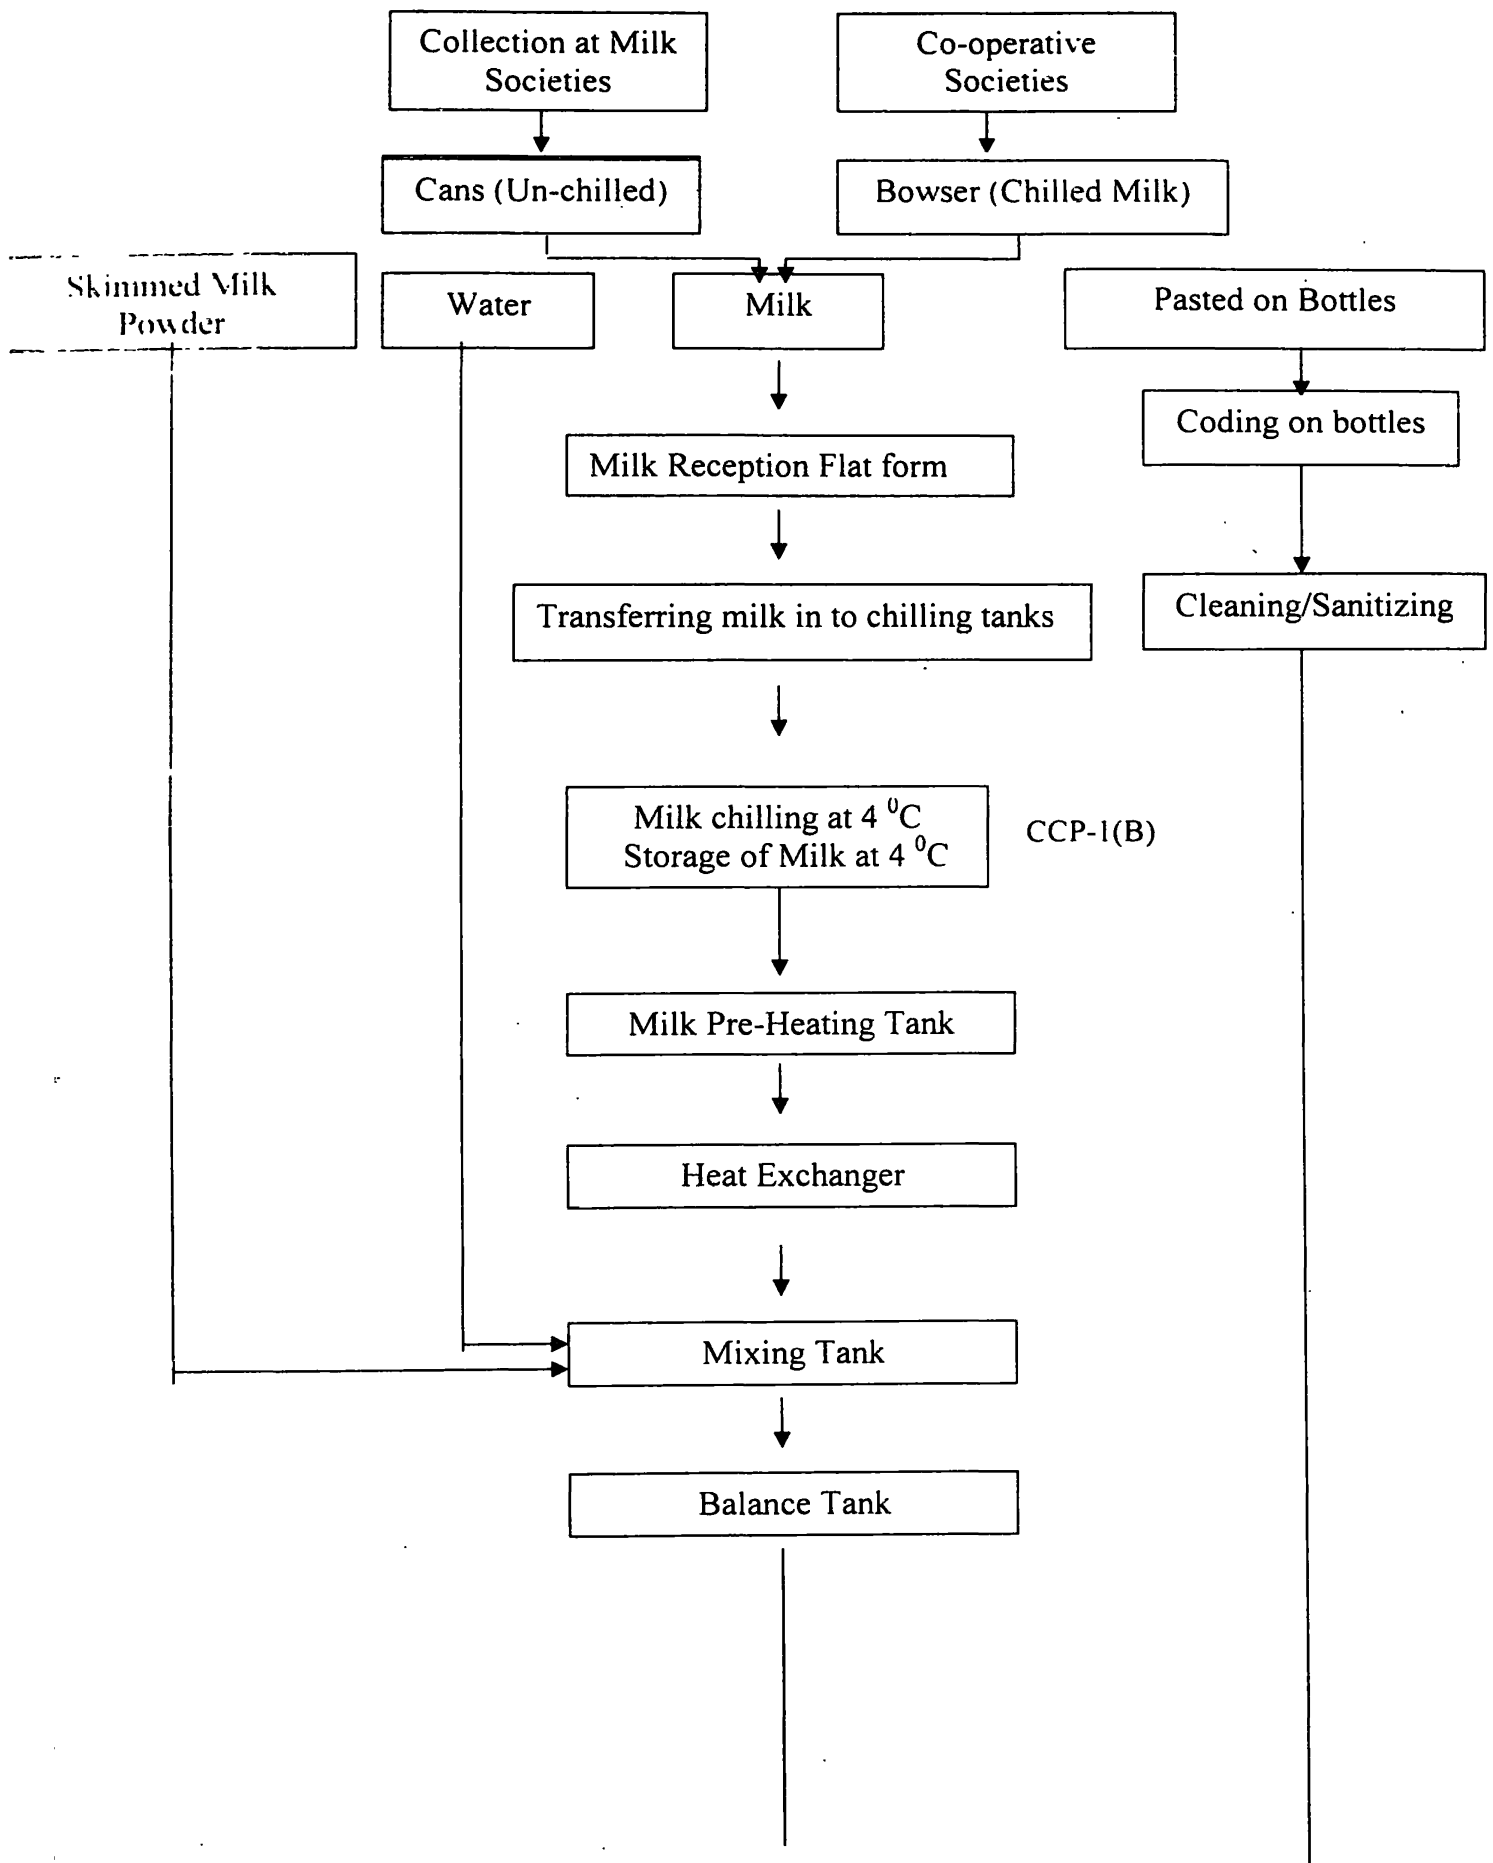 Collection at Milk
Societies
Co-operative
Societies
Cans (Un-chilled)
Bowser (Chilled Milk)
Skimmed Milk
Powder
Water
Milk
Pasted on Bottles
Coding on bottles
Milk Reception Flat form
Transferring milk in to chilling tanks
Cleaning/Sanitizing
Milk chilling at 4 ⁰C
Storage of Milk at 4 ⁰C
CCP-1(B)
Milk Pre-Heating Tank
Heat Exchanger
Mixing Tank
Balance Tank